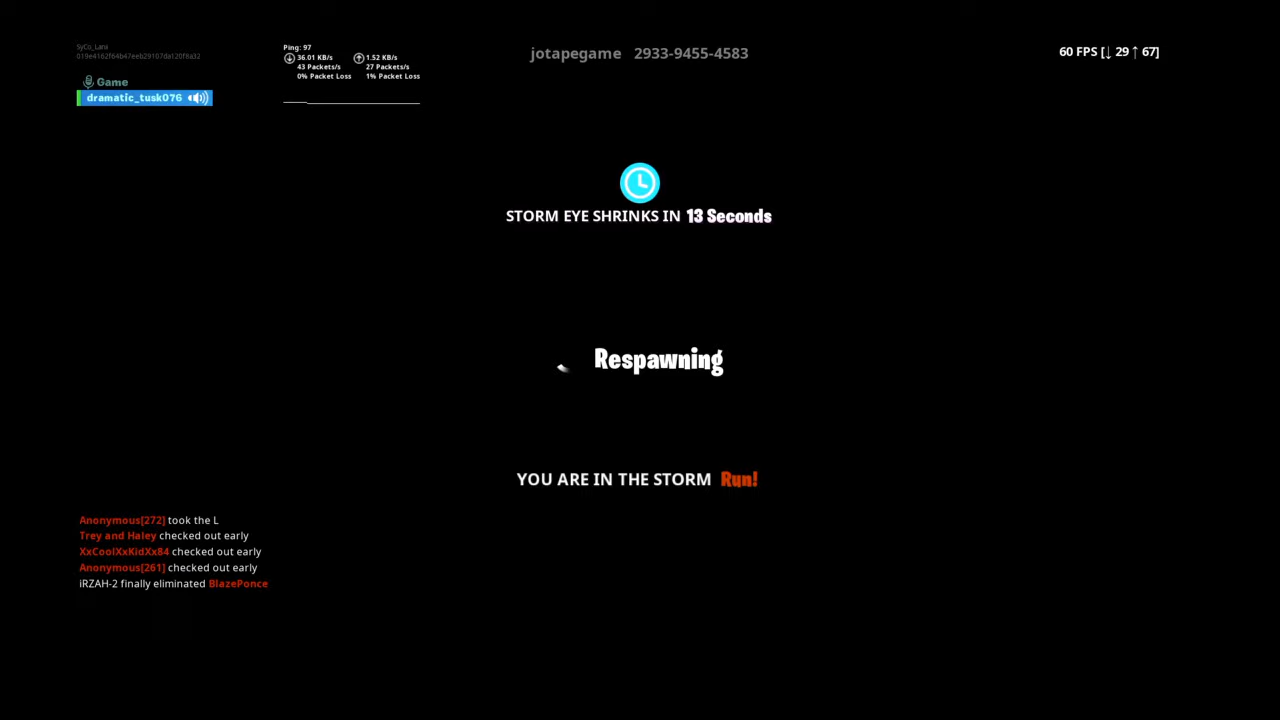 SyCo_Lara
019e4162f64b47eeb29107da120f8a32
Game
dramatic_tusk076
Ping: 97
36.01 KB/s 1.52 KB/s
43 Packets/s 27 Packets/s
0% Packet Loss 1% Packet Loss
jotapegame 2933-9455-4583
60 FPS [↓ 29 ↑ 67]
STORM EYE SHRINKS IN 13 Seconds
Respawning
YOU ARE IN THE STORM Run!
Anonymous[272] took the L
Trey and Haley checked out early
XxCoolXxKidXx84 checked out early
Anonymous[261] checked out early
iRZAH-2 finally eliminated BlazePonce